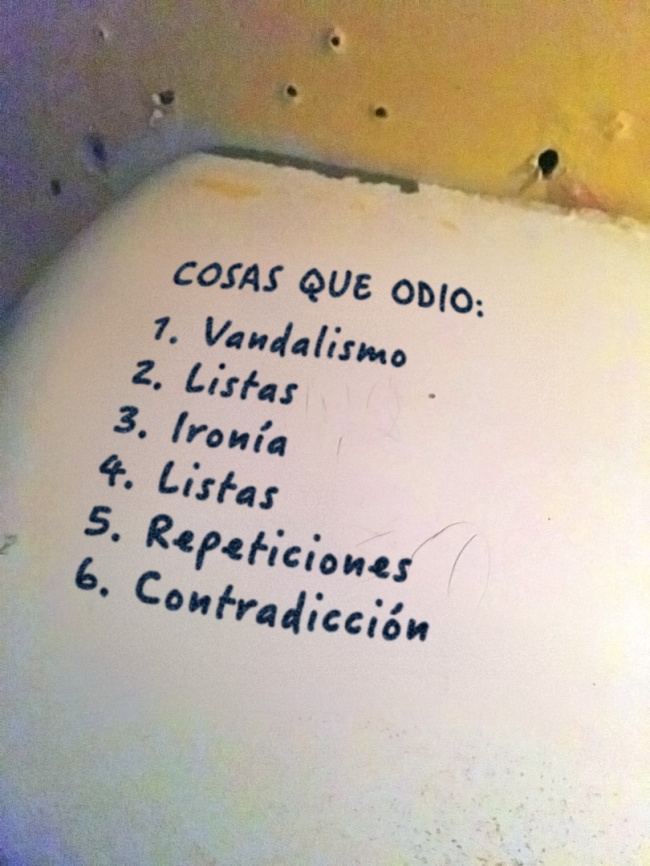 COSAS QUE ODIO:
1. Vandalismo
2. Listas
3. Ironía
4. Listas
5. Repeticiones
6. Contradicción